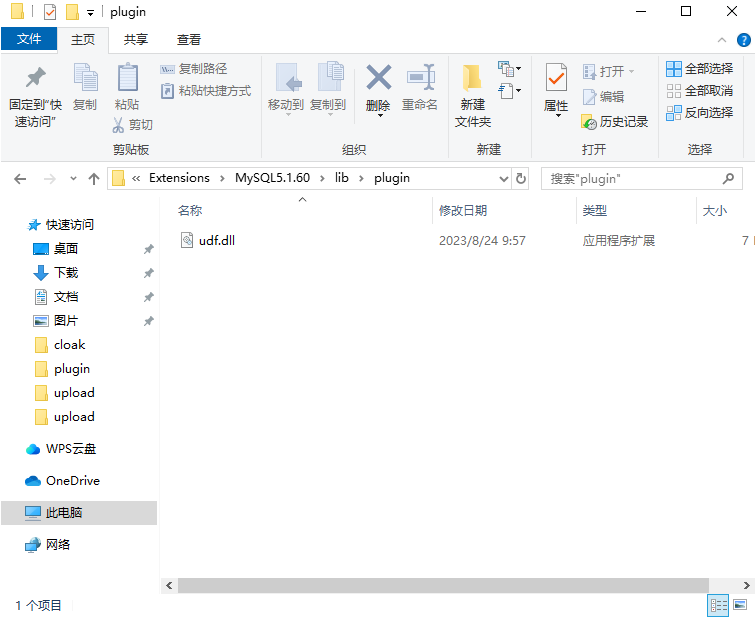 plugin
文件 主页 共享 查看
固定到“快速访问”
复制
粘贴
剪切
复制路径
粘贴快捷方式
剪贴板
移动到
复制到
删除
重命名
组织
新建
文件夹
新建
属性
打开
编辑
历史记录
打开
全部选择
全部取消
反向选择
选择
« Extensions › MySQL5.1.60 › lib › plugin
搜索"plugin"
名称 修改日期 类型 大小
udf.dll 2023/8/24 9:57 应用程序扩展 7
快速访问
桌面
下载
文档
图片
cloak
plugin
upload
upload
WPS云盘
OneDrive
此电脑
网络
1 个项目